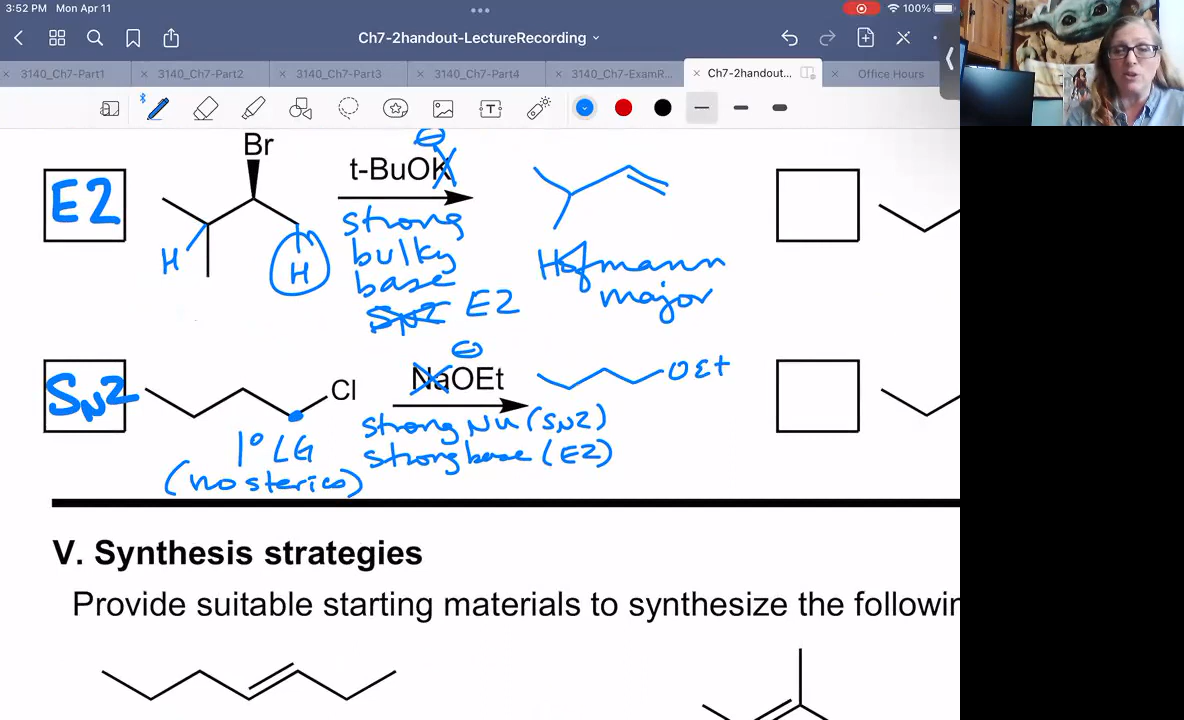 3:52 PM Mon Apr 11
100%
Ch7-2handout-LectureRecording
3140_Ch7-Part1
3140_Ch7-Part2
3140_Ch7-Part3
3140_Ch7-Part4
3140_Ch7-ExamR...
Ch7-2handout...
Office Hours
E2
Br
H
H
t-BuOK
strong
bulky
base
SN2 E2
Hofmann
major
SN2
Cl
1° LG
(no sterics)
NaOEt
strong Nu (SN2)
strong base (E2)
OEt
V. Synthesis strategies
Provide suitable starting materials to synthesize the followin